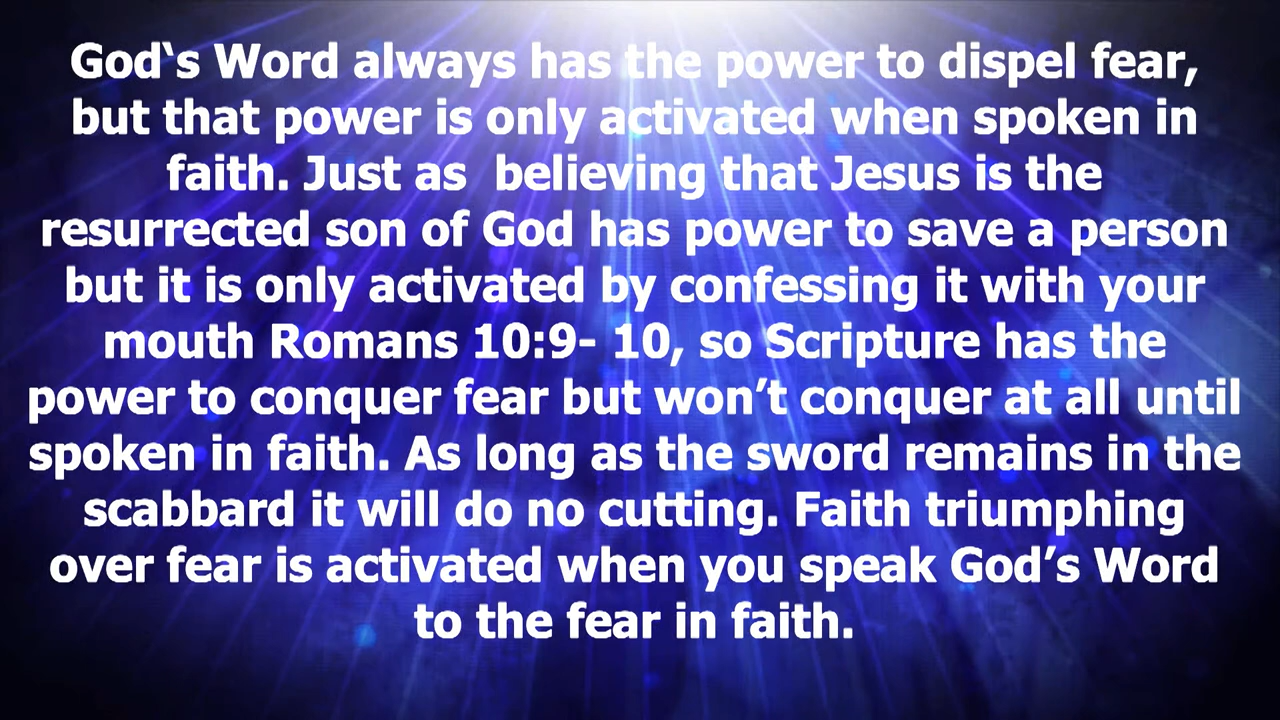 God‘s Word always has the power to dispel fear,
but that power is only activated when spoken in
faith. Just as  believing that Jesus is the
resurrected son of God has power to save a person
but it is only activated by confessing it with your
mouth Romans 10:9- 10, so Scripture has the
power to conquer fear but won’t conquer at all until
spoken in faith. As long as the sword remains in the
scabbard it will do no cutting. Faith triumphing
over fear is activated when you speak God’s Word
to the fear in faith.